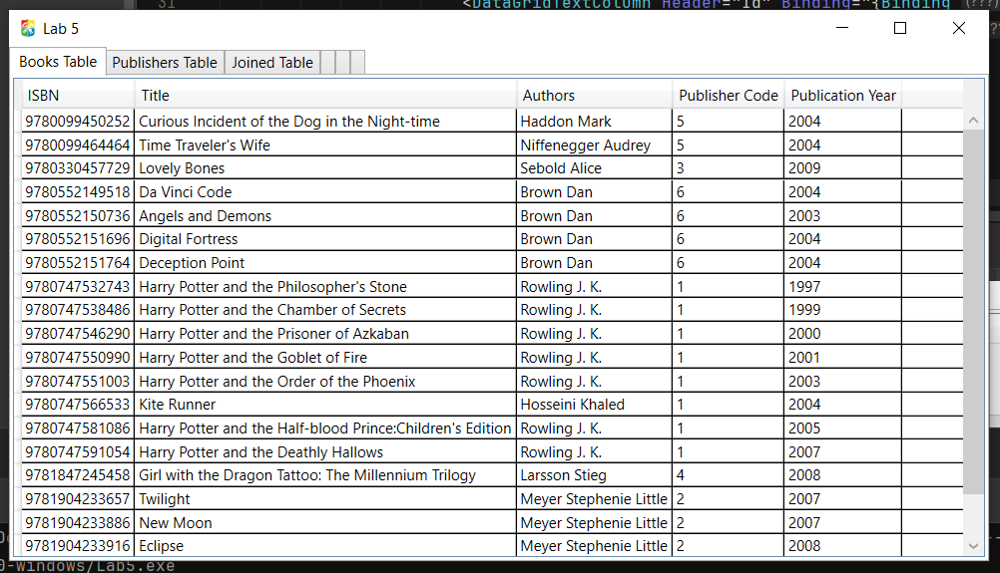 31 <DataGridTextColumn Header="Id" Binding="{Binding (???)
Lab 5
Books Table Publishers Table Joined Table
ISBN Title Authors Publisher Code Publication Year
9780099450252 Curious Incident of the Dog in the Night-time Haddon Mark 5 2004
9780099464464 Time Traveler's Wife Niffenegger Audrey 5 2004
9780330457729 Lovely Bones Sebold Alice 3 2009
9780552149518 Da Vinci Code Brown Dan 6 2004
9780552150736 Angels and Demons Brown Dan 6 2003
9780552151696 Digital Fortress Brown Dan 6 2004
9780552151764 Deception Point Brown Dan 6 2004
9780747532743 Harry Potter and the Philosopher's Stone Rowling J. K. 1 1997
9780747538486 Harry Potter and the Chamber of Secrets Rowling J. K. 1 1999
9780747546290 Harry Potter and the Prisoner of Azkaban Rowling J. K. 1 2000
9780747550990 Harry Potter and the Goblet of Fire Rowling J. K. 1 2001
9780747551003 Harry Potter and the Order of the Phoenix Rowling J. K. 1 2003
9780747566533 Kite Runner Hosseini Khaled 1 2004
9780747581086 Harry Potter and the Half-blood Prince:Children's Edition Rowling J. K. 1 2005
9780747591054 Harry Potter and the Deathly Hallows Rowling J. K. 1 2007
9781847245458 Girl with the Dragon Tattoo: The Millennium Trilogy Larsson Stieg 4 2008
9781904233657 Twilight Meyer Stephenie Little 2 2007
9781904233886 New Moon Meyer Stephenie Little 2 2007
9781904233916 Eclipse Meyer Stephenie Little 2 2008
0-windows/Lab5.exe